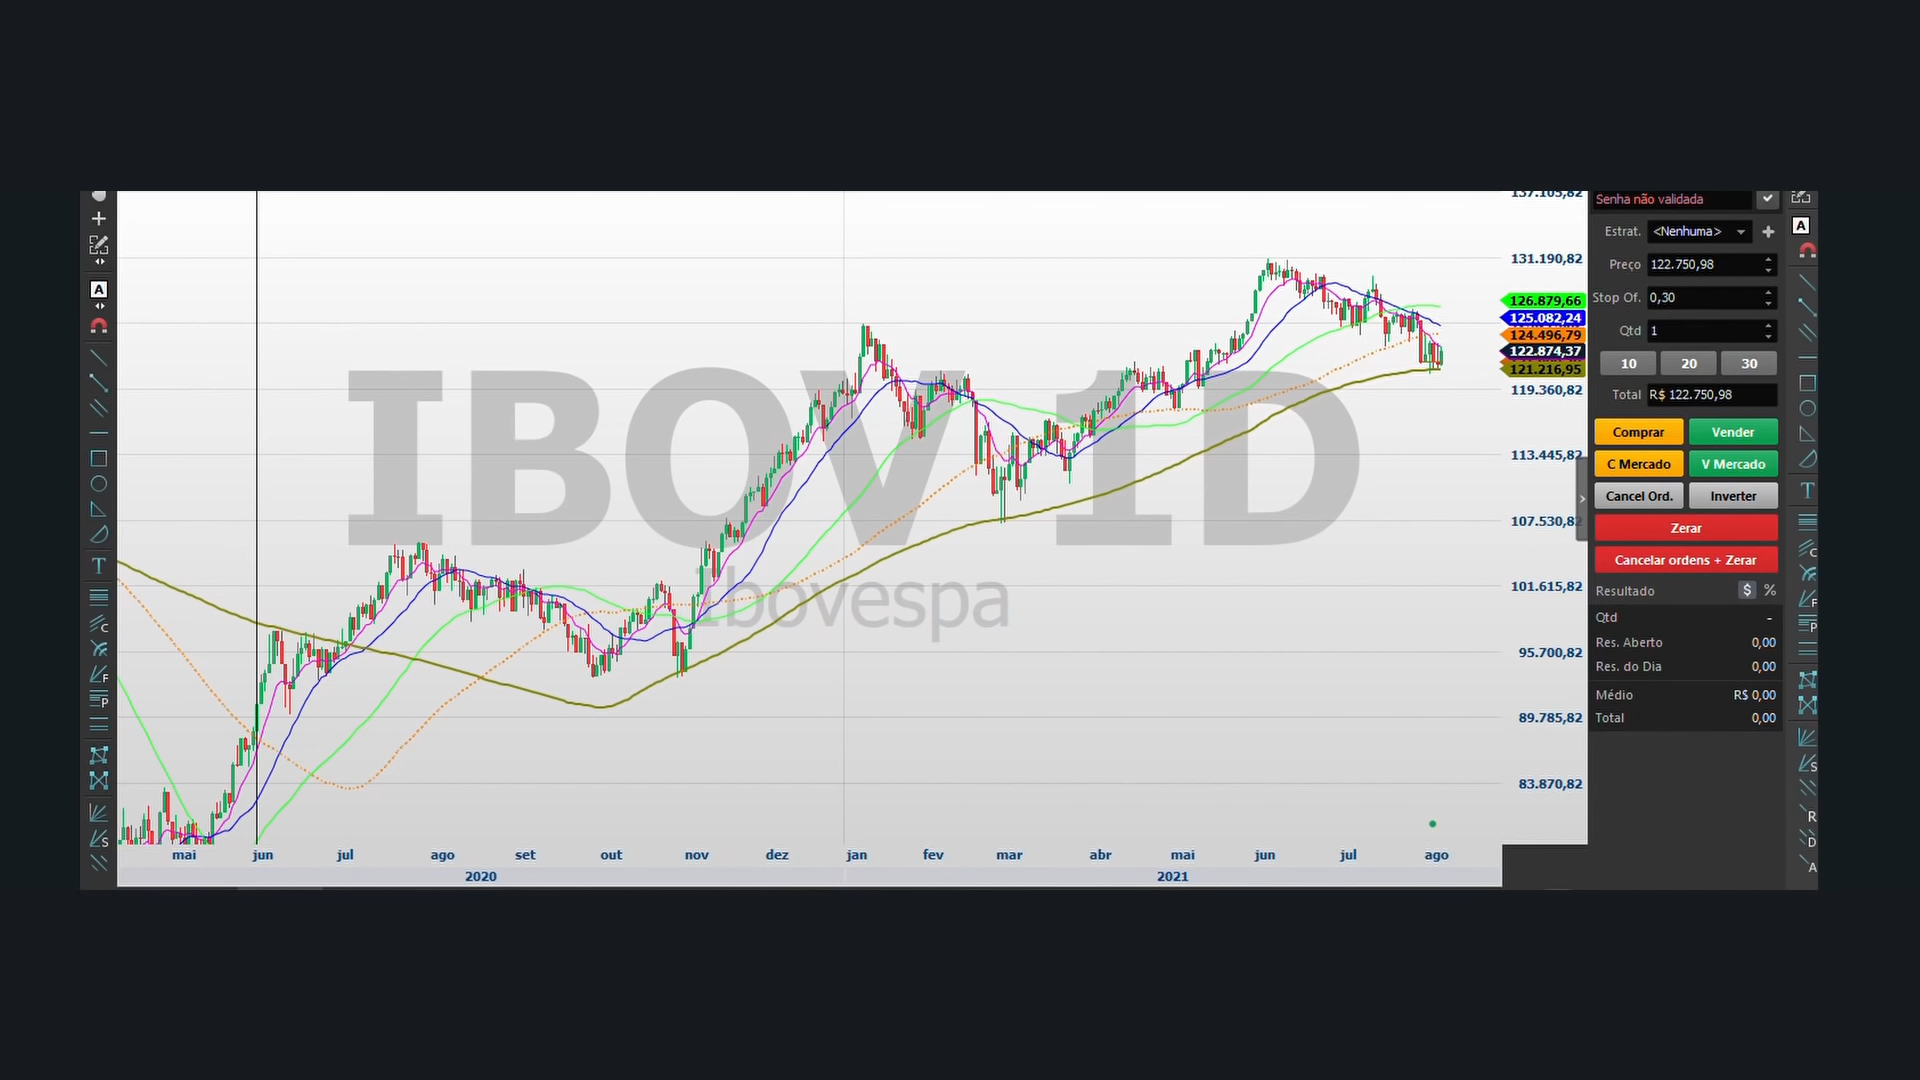 IBOV 1D
Ibovespa
137.105,82
131.190,82
126.879,66
125.082,24
124.496,79
122.874,37
121.216,95
119.360,82
113.445,82
107.530,82
101.615,82
95.700,82
89.785,82
83.870,82
mai jun jul ago set out nov dez jan fev mar abr mai jun jul ago
2020 2021
Senha não validada
Estrat. <Nenhuma>
Preço 122.750,98
Stop Of. 0,30
Qtd 1
10 20 30
Total R$ 122.750,98
Comprar Vender
C Mercado V Mercado
Cancel Ord. Inverter
Zerar
Cancelar ordens + Zerar
Resultado $ %
Qtd -
Res. Aberto 0,00
Res. do Dia 0,00
Médio R$ 0,00
Total 0,00
A
T
C
F
P
S
A
T
C
F
P
S
R
D
A